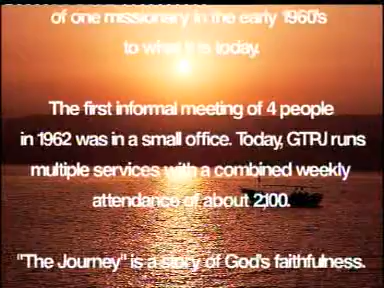 of one missionary in the early 1960's
to what it is today.
The first informal meeting of 4 people
in 1962 was in a small office. Today, GTPJ runs
multiple services with a combined weekly
attendance of about 2,100.
"The Journey" is a story of God's faithfulness.